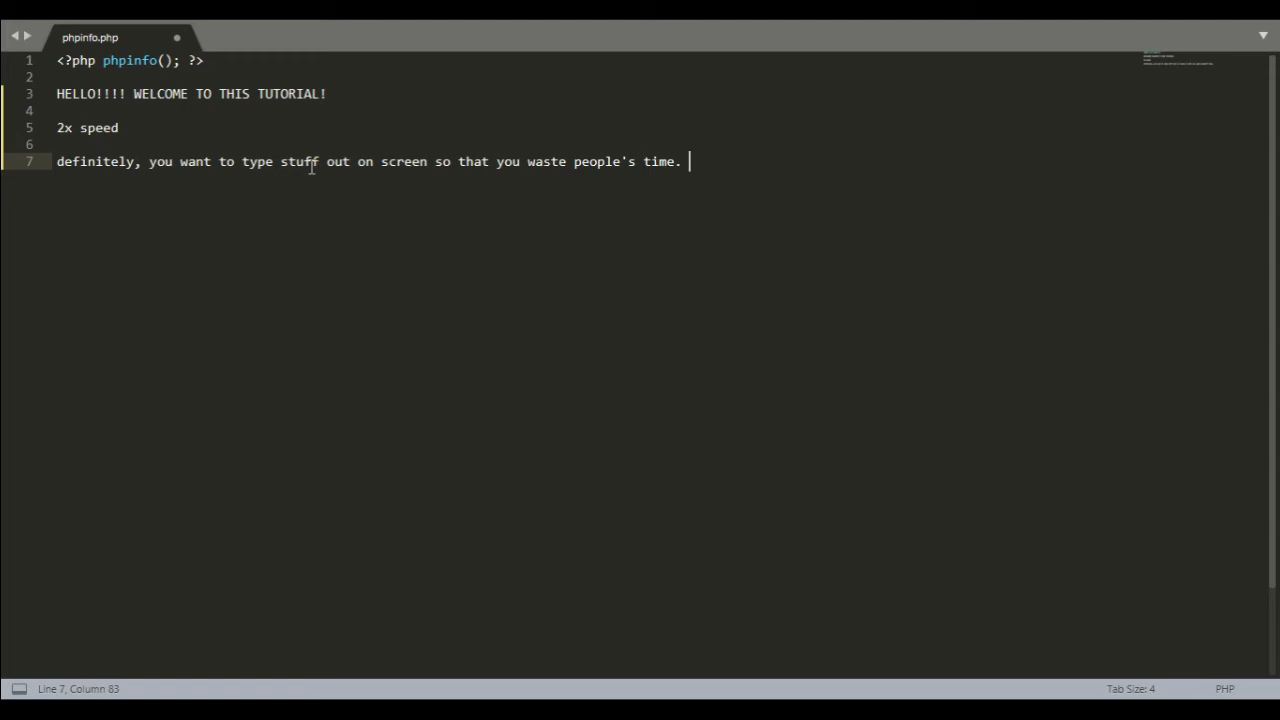 phpinfo.php
1 <?php phpinfo(); ?>
2
3 HELLO!!!! WELCOME TO THIS TUTORIAL!
4
5 2x speed
6
7 definitely, you want to type stuff out on screen so that you waste people's time.
Line 7, Column 83 Tab Size: 4 PHP